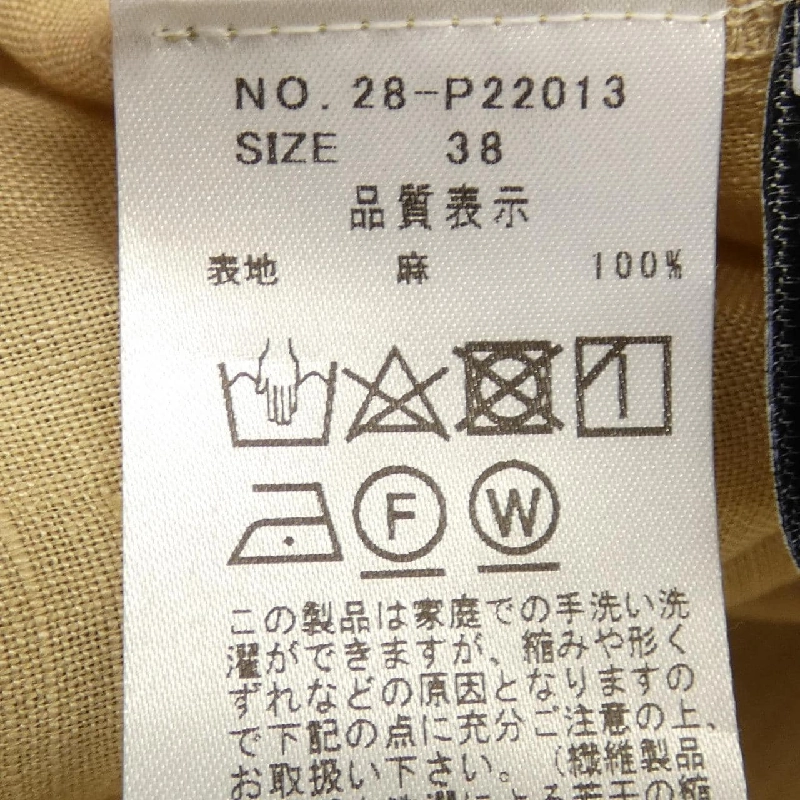 NO. 28-P22013
SIZE 38
品質表示
表地 麻 100%
F W
この製品は家庭での手洗い洗
濯ができますが、縮みや形く
ずれなどの原因となりますの
で下記の点に充分ご注意の上、
お取扱い下さい。(繊維製品